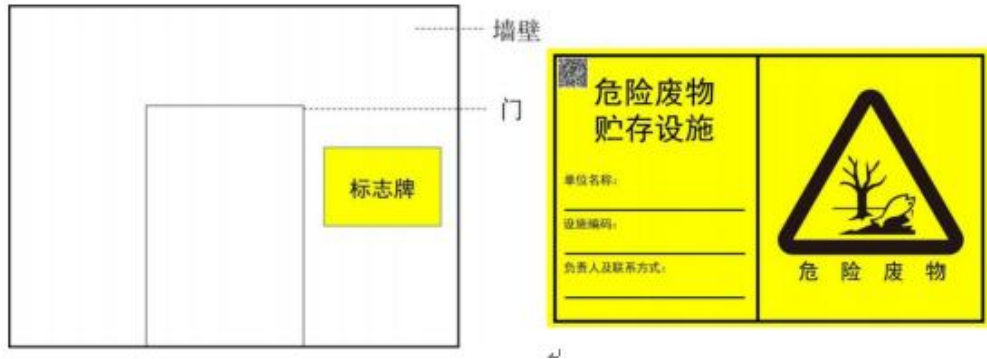 墙壁
门
标志牌
危险废物
贮存设施
单位名称：
设施编码：
负责人及联系方式：
危险废物